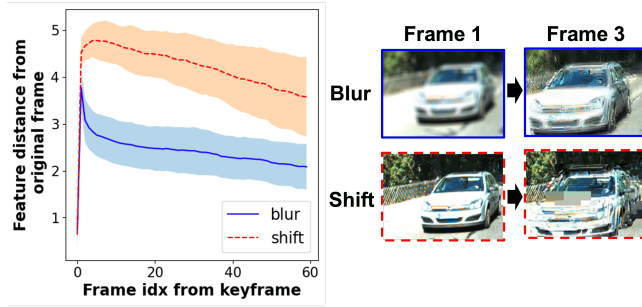 Feature distance from
original frame
5
4
3
2
1
0
20
40
60
Frame idx from keyframe
blur
shift
Frame 1
Frame 3
Blur
Shift